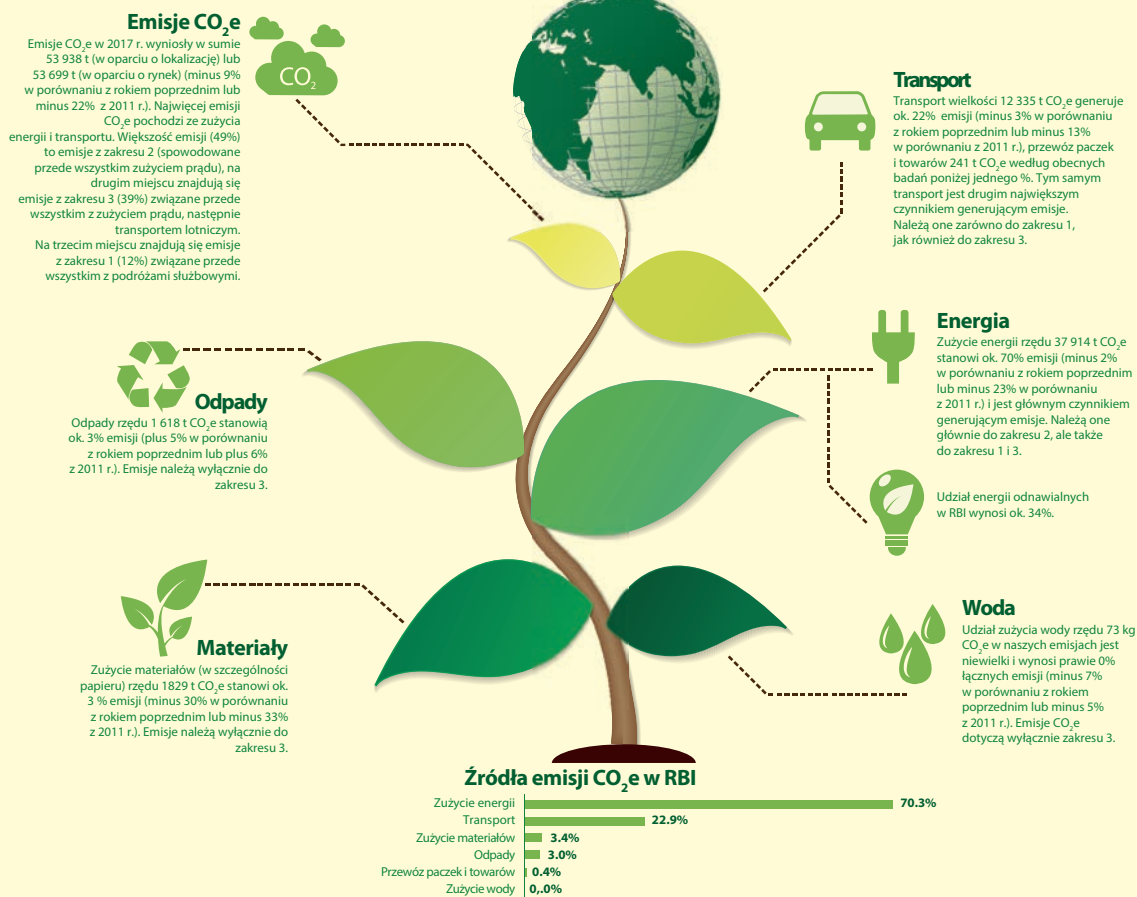 Emisje CO₂e
Emisje CO₂e w 2017 r. wyniosły w sumie
53 938 t (w oparciu o lokalizację) lub
53 699 t (w oparciu o rynek) (minus 9%
w porównaniu z rokiem poprzednim lub
minus 22% z 2011 r.). Najwięcej emisji
CO₂e pochodzi ze zużycia
energii i transportu. Większość emisji (49%)
to emisje z zakresu 2 (spowodowane
przede wszystkim zużyciem prądu), na
drugim miejscu znajdują się
emisje z zakresu 3 (39%) związane przede
wszystkim z zużyciem prądu, następnie
transportem lotniczym.
Na trzecim miejscu znajdują się emisje
z zakresu 1 (12%) związane przede
wszystkim z podróżami służbowymi.
CO₂
Transport
Transport wielkości 12 335 t CO₂e generuje
ok. 22% emisji (minus 3% w porównaniu
z rokiem poprzednim lub minus 13%
w porównaniu z 2011 r.), przewóz paczek
i towarów 241 t CO₂e według obecnych
badań poniżej jednego %. Tym samym
transport jest drugim największym
czynnikiem generującym emisje.
Należą one zarówno do zakresu 1,
jak również do zakresu 3.
Energia
Zużycie energii rzędu 37 914 t CO₂e
stanowi ok. 70% emisji (minus 2%
w porównaniu z rokiem poprzednim
lub minus 23% w porównaniu
z 2011 r.) i jest głównym czynnikiem
generującym emisje. Należą one
głównie do zakresu 2, ale także
do zakresu 1 i 3.
Udział energii odnawialnych
w RBI wynosi ok. 34%.
Odpady
Odpady rzędu 1 618 t CO₂e stanowią
ok. 3% emisji (plus 5% w porównaniu
z rokiem poprzednim lub plus 6%
z 2011 r.). Emisje należą wyłącznie do
zakresu 3.
Materiały
Zużycie materiałów (w szczególności
papieru) rzędu 1829 t CO₂e stanowi ok.
3 % emisji (minus 30% w porównaniu
z rokiem poprzednim lub minus 33%
z 2011 r.). Emisje należą wyłącznie do
zakresu 3.
Woda
Udział zużycia wody rzędu 73 kg
CO₂e w naszych emisjach jest
niewielki i wynosi prawie 0%
łącznych emisji (minus 7%
w porównaniu z rokiem
poprzednim lub minus 5%
z 2011 r.). Emisje CO₂e
dotyczą wyłącznie zakresu 3.
Źródła emisji CO₂e w RBI
Zużycie energii 70.3%
Transport 22.9%
Zużycie materiałów 3.4%
Odpady 3.0%
Przewóz paczek i towarów 0.4%
Zużycie wody 0,.0%